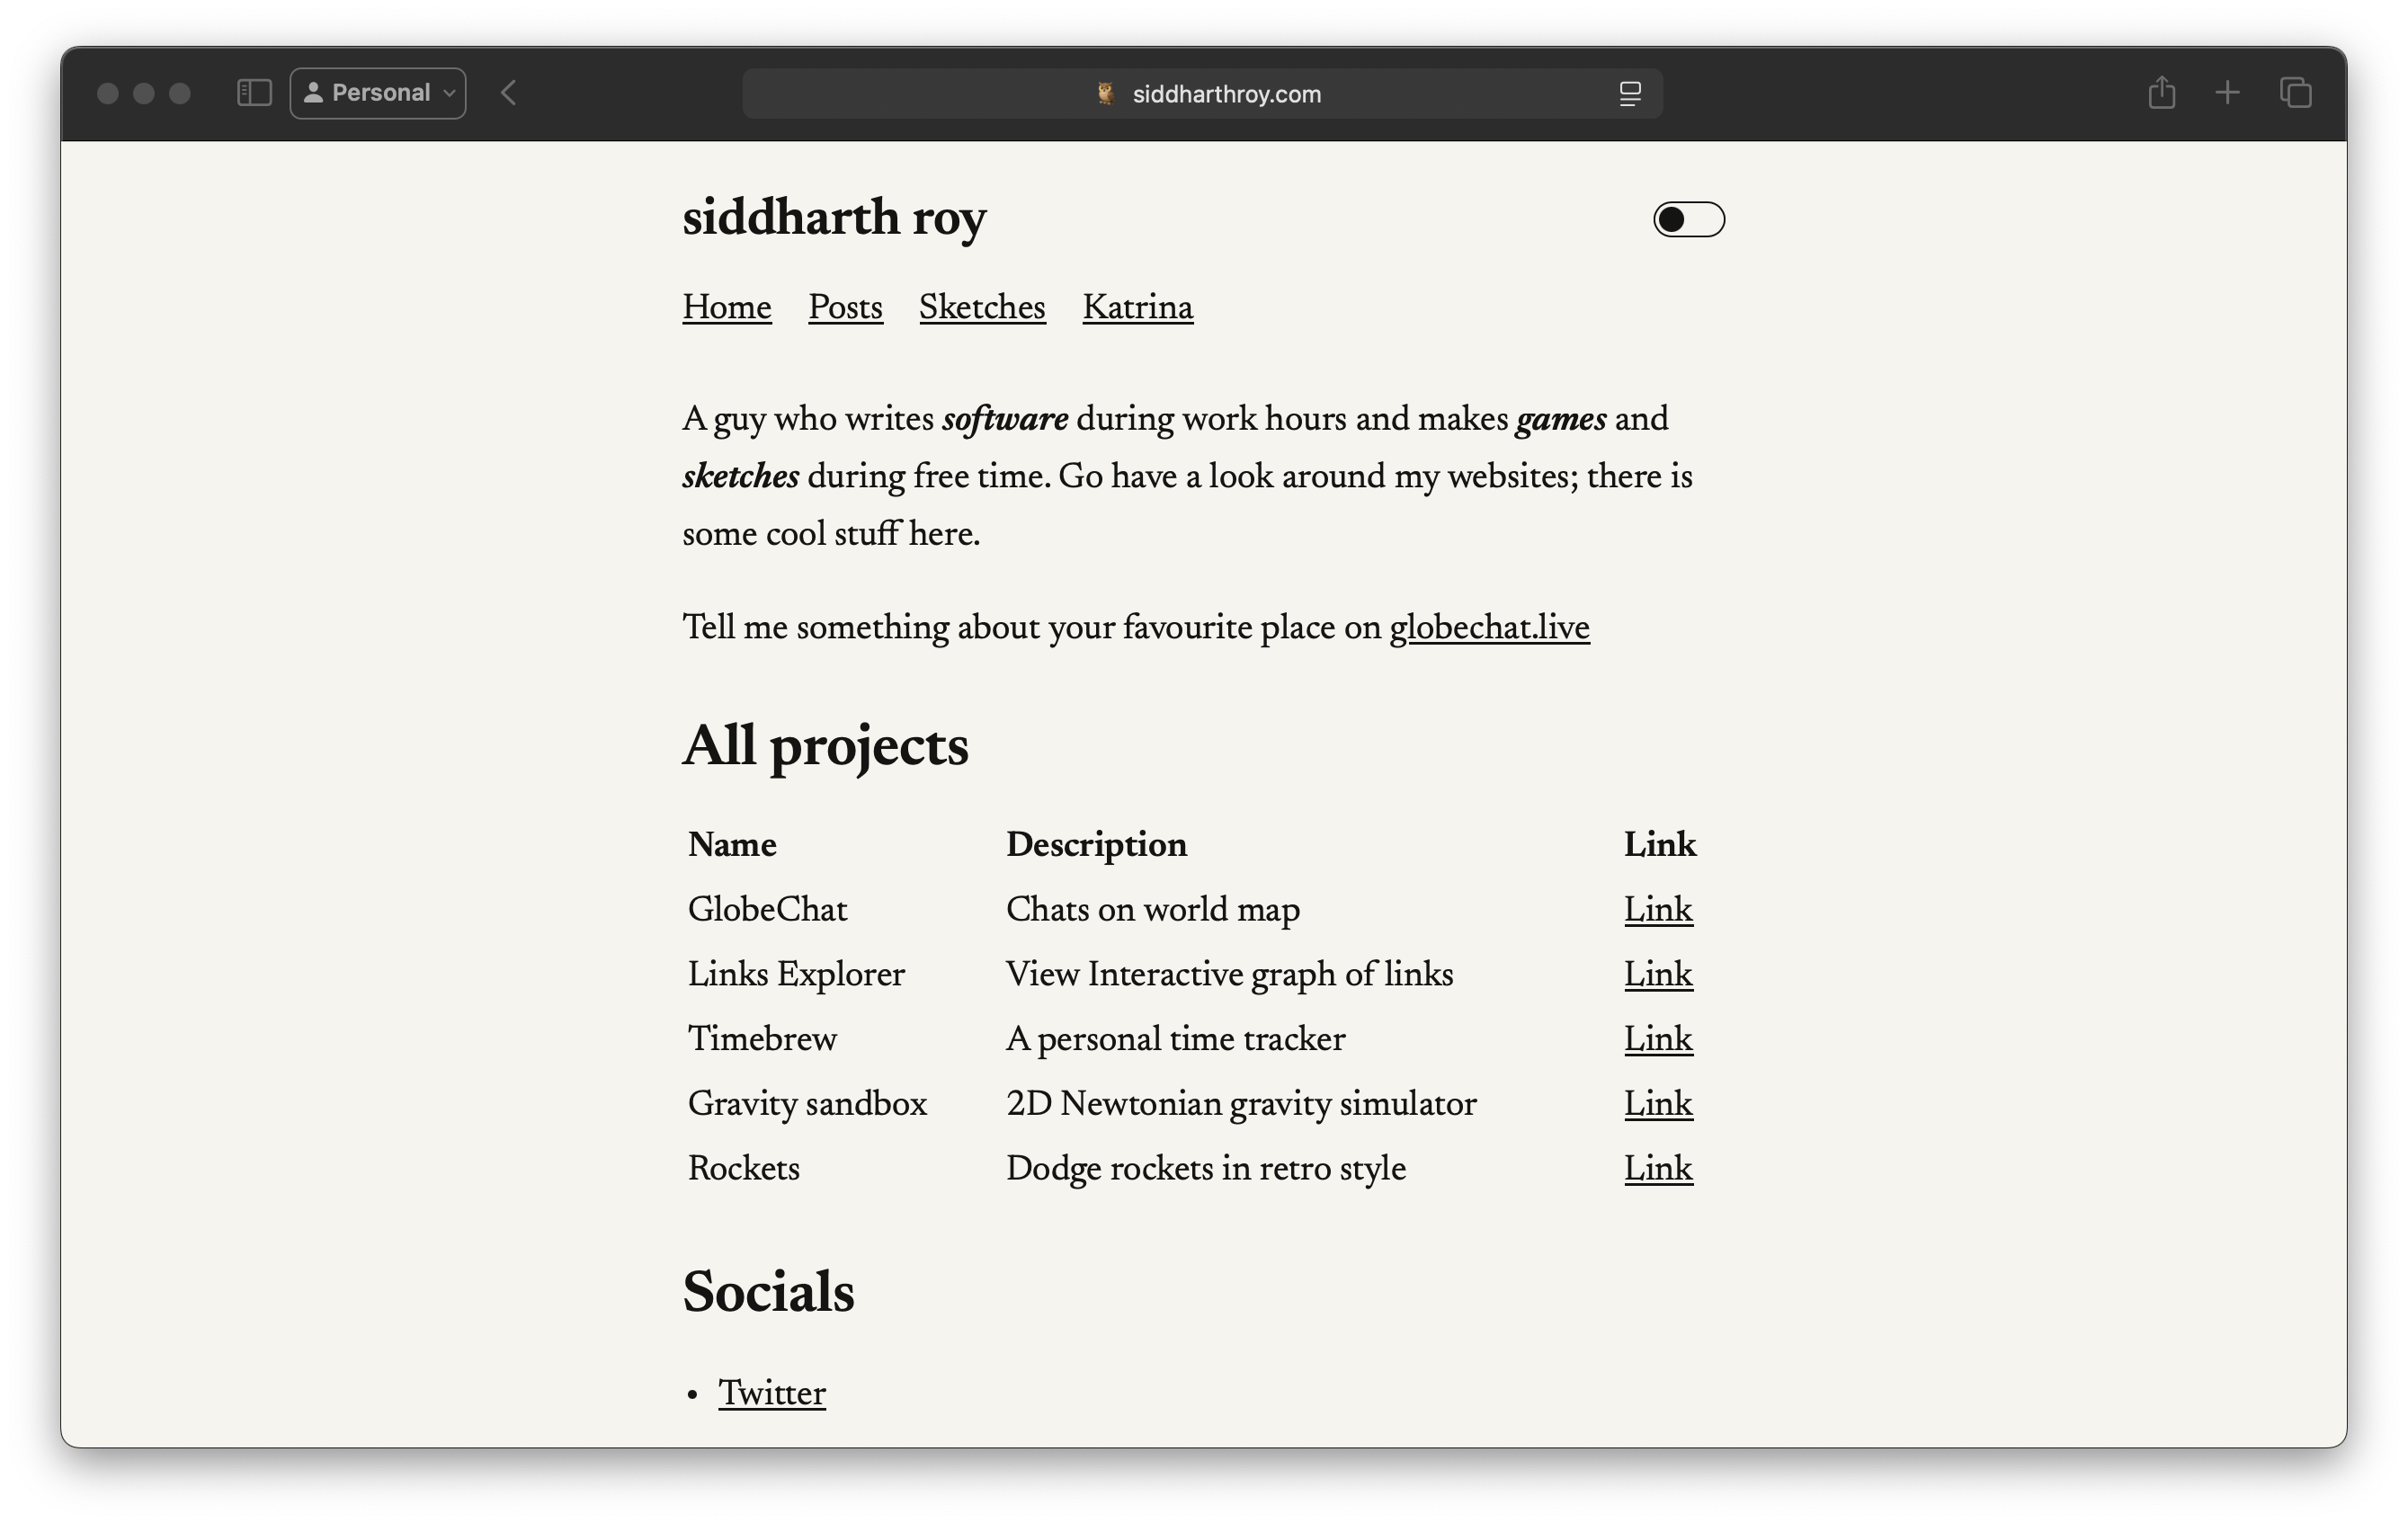 Personal
siddharthroy.com
siddharth roy
Home Posts Sketches Katrina
A guy who writes software during work hours and makes games and
sketches during free time. Go have a look around my websites; there is
some cool stuff here.
Tell me something about your favourite place on globechat.live
All projects
Name Description Link
GlobeChat Chats on world map Link
Links Explorer View Interactive graph of links Link
Timebrew A personal time tracker Link
Gravity sandbox 2D Newtonian gravity simulator Link
Rockets Dodge rockets in retro style Link
Socials
• Twitter